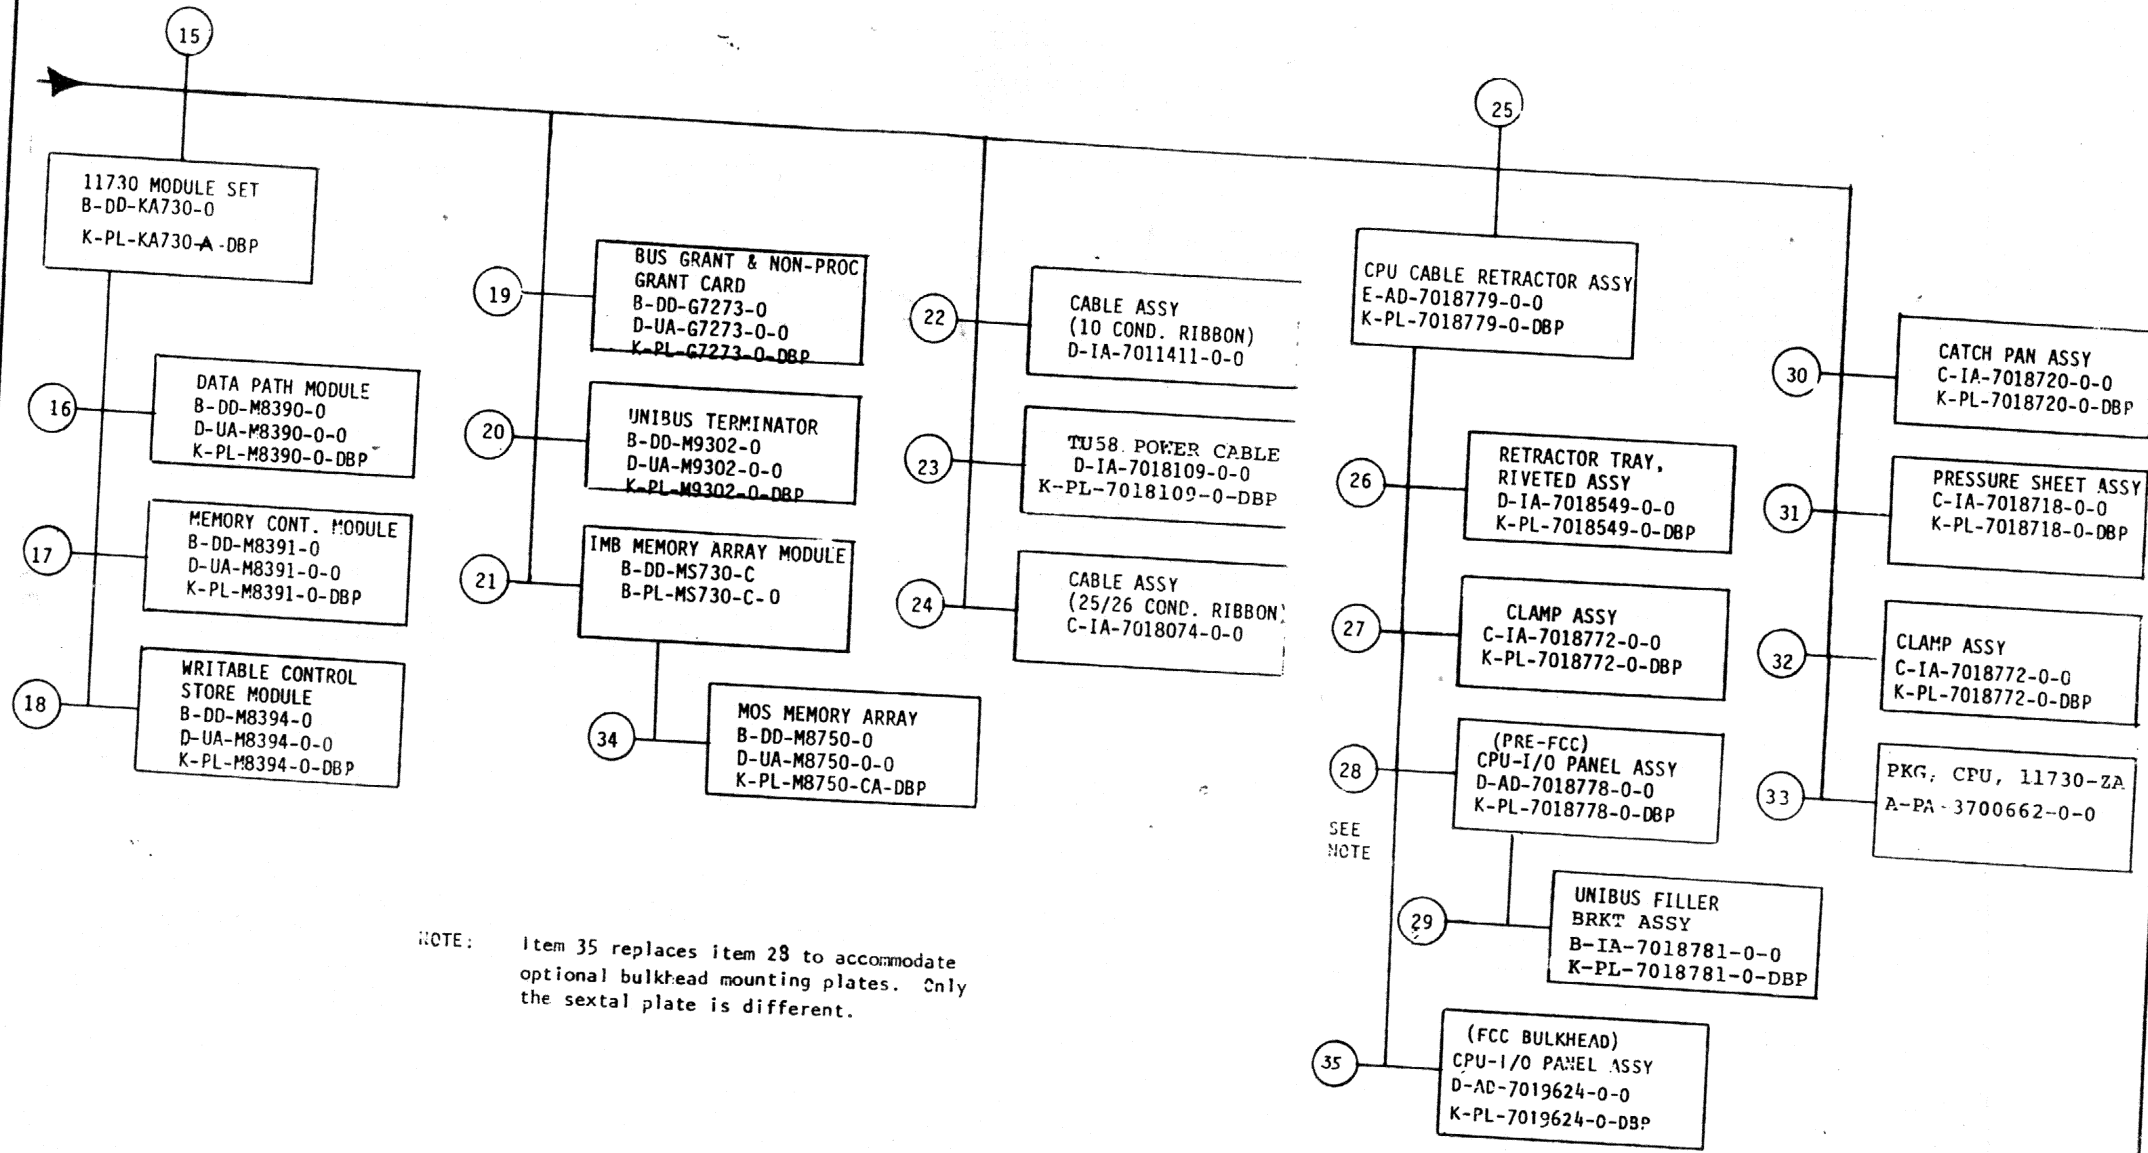 15
11730 MODULE SET
B-DD-KA730-0
K-PL-KA730-A-DBP
16
DATA PATH MODULE
B-DD-M8390-0
D-UA-M8390-0-0
K-PL-M8390-0-DBP
17
MEMORY CONT. MODULE
B-DD-M8391-0
D-UA-M8391-0-0
K-PL-M8391-0-DBP
18
WRITABLE CONTROL
STORE MODULE
B-DD-M8394-0
D-UA-M8394-0-0
K-PL-M8394-0-DBP
19
BUS GRANT & NON-PROC
GRANT CARD
B-DD-G7273-0
D-UA-G7273-0-0
K-PL-G7273-0-DBP
20
UNIBUS TERMINATOR
B-DD-M9302-0
D-UA-M9302-0-0
K-PL-M9302-0-DBP
21
IMB MEMORY ARRAY MODULE
B-DD-MS730-C
B-PL-MS730-C-0
34
MOS MEMORY ARRAY
B-DD-M8750-0
D-UA-M8750-0-0
K-PL-M8750-CA-DBP
22
CABLE ASSY
(10 COND. RIBBON)
D-IA-7011411-0-0
23
TU58 POWER CABLE
D-IA-7018109-0-0
K-PL-7018109-0-DBP
24
CABLE ASSY
(25/26 COND. RIBBON)
C-IA-7018074-0-0
25
CPU CABLE RETRACTOR ASSY
E-AD-7018779-0-0
K-PL-7018779-0-DBP
26
RETRACTOR TRAY,
RIVETED ASSY
D-IA-7018549-0-0
K-PL-7018549-0-DBP
27
CLAMP ASSY
C-IA-7018772-0-0
K-PL-7018772-0-DBP
28
SEE
NOTE
(PRE-FCC)
CPU-I/O PANEL ASSY
D-AD-7018778-0-0
K-PL-7018778-0-DBP
29
UNIBUS FILLER
BRKT ASSY
B-IA-7018781-0-0
K-PL-7018781-0-DBP
35
(FCC BULKHEAD)
CPU-I/O PANEL ASSY
D-AD-7019624-0-0
K-PL-7019624-0-DBP
30
CATCH PAN ASSY
C-IA-7018720-0-0
K-PL-7018720-0-DBP
31
PRESSURE SHEET ASSY
C-IA-7018718-0-0
K-PL-7018718-0-DBP
32
CLAMP ASSY
C-IA-7018772-0-0
K-PL-7018772-0-DBP
33
PKG, CPU, 11730-ZA
A-PA-3700662-0-0
NOTE: Item 35 replaces item 28 to accommodate
optional bulkhead mounting plates. Only
the sextal plate is different.